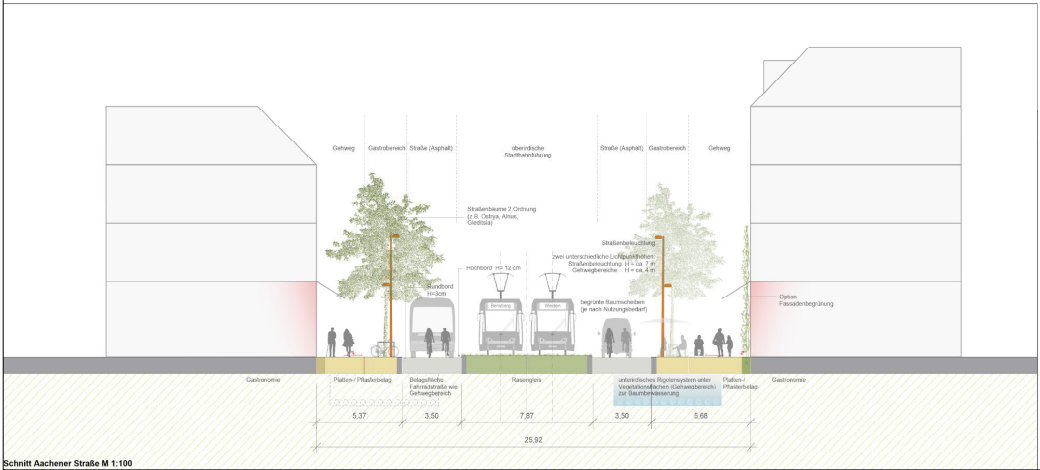 Gehweg
Gastrobereich
Straße (Asphalt)
oberirdische
Stadtbahnführung
Straße (Asphalt)
Gastrobereich
Gehweg
Straßenbäume 2.Ordnung
(z.B. Ostrya, Alnus,
Gleditsia)
Straßenbeleuchtung
zwei unterschiedliche Lichtpunkthöhen:
Straßenbeleuchtung: H = ca. 7 m
Gehwegbereiche: H = ca. 4 m
Hochbord H= 12 cm
Rundbord
H=3cm
Bensberg
Weiden
begrünte Baumscheiben
(je nach Nutzungsbedarf)
Option
Fassadenbegrünung
Gastronomie
Platten-/ Pflasterbelag
Belagsfläche
Fahrradstraße wie
Gehwegbereich
Rasengleis
unterirdisches Rigolensystem unter
Vegetationsflächen (Gehwegbereich)
zur Baumbewässerung
Platten-/
Pflasterbelag
Gastronomie
5,37
3,50
7,87
3,50
5,68
25,92
Schnitt Aachener Straße M 1:100